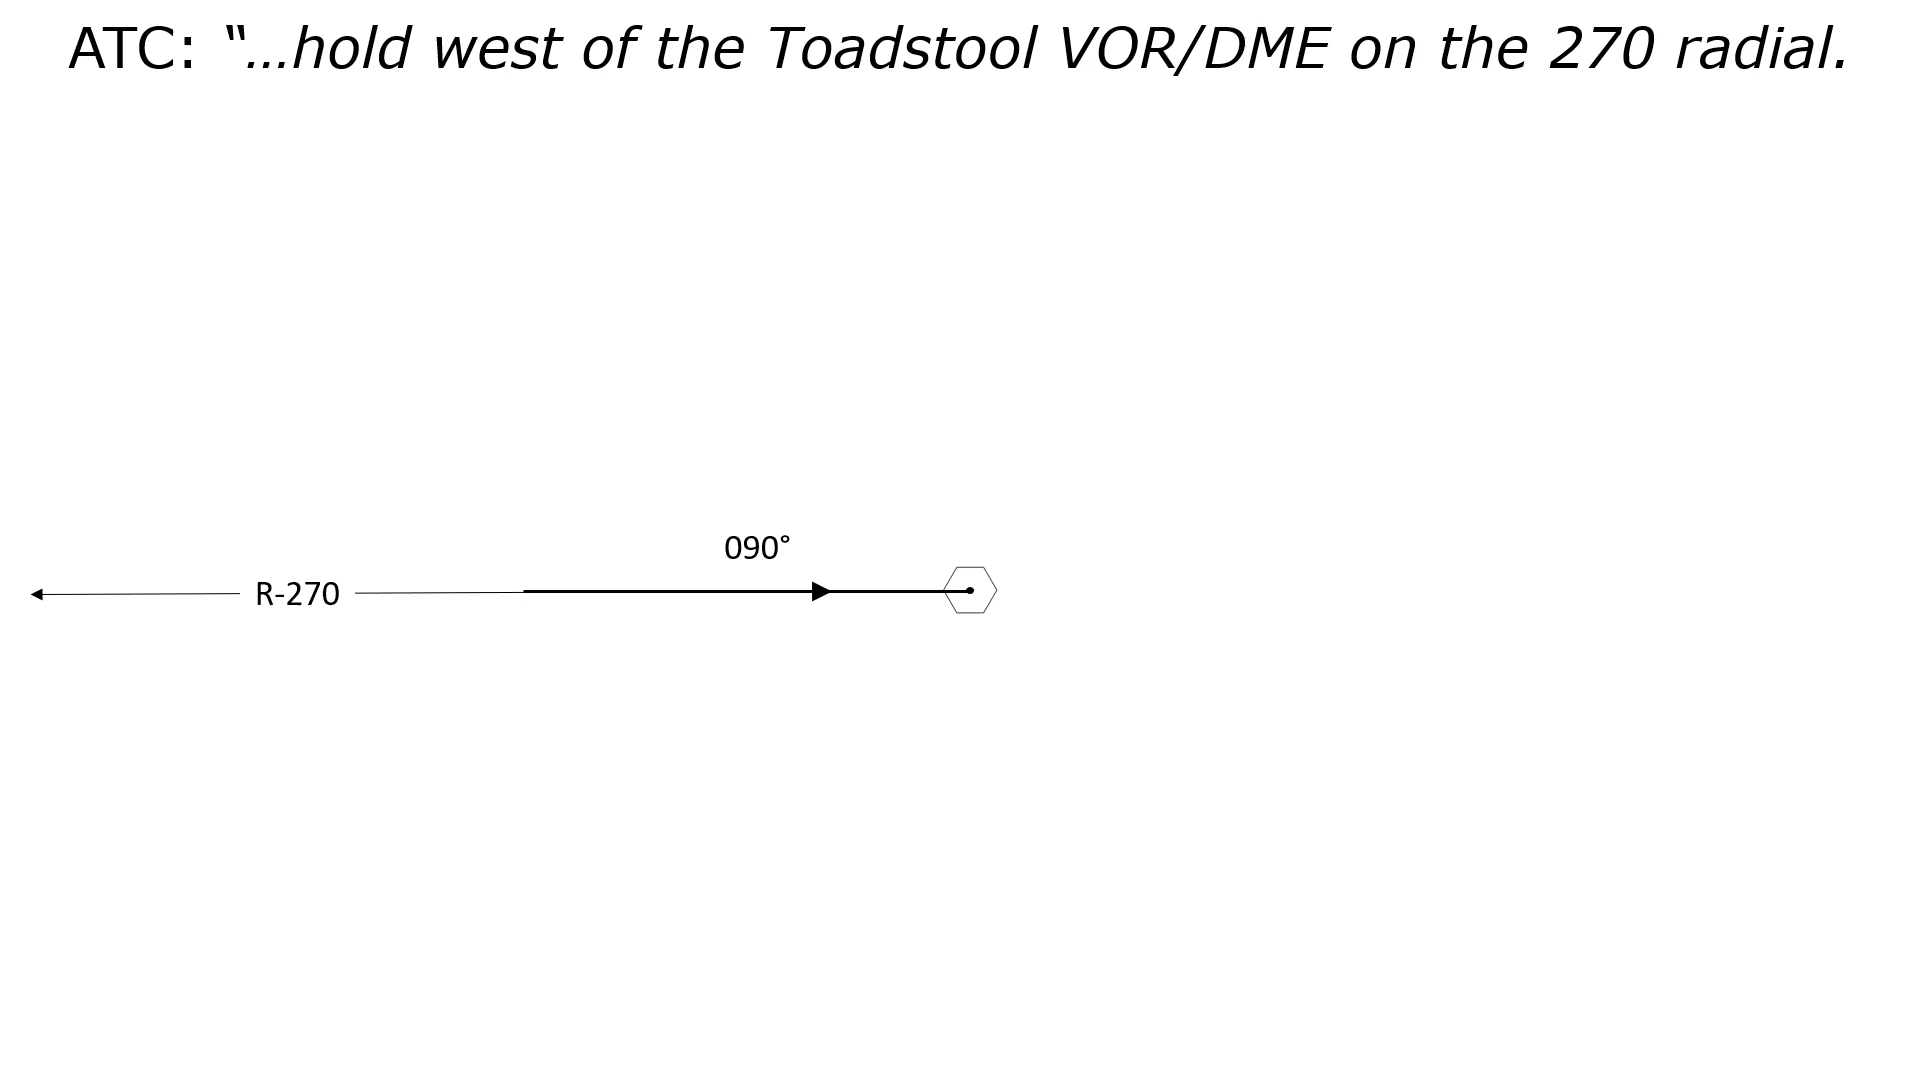 ATC: “…hold west of the Toadstool VOR/DME on the 270 radial.
090°
R-270